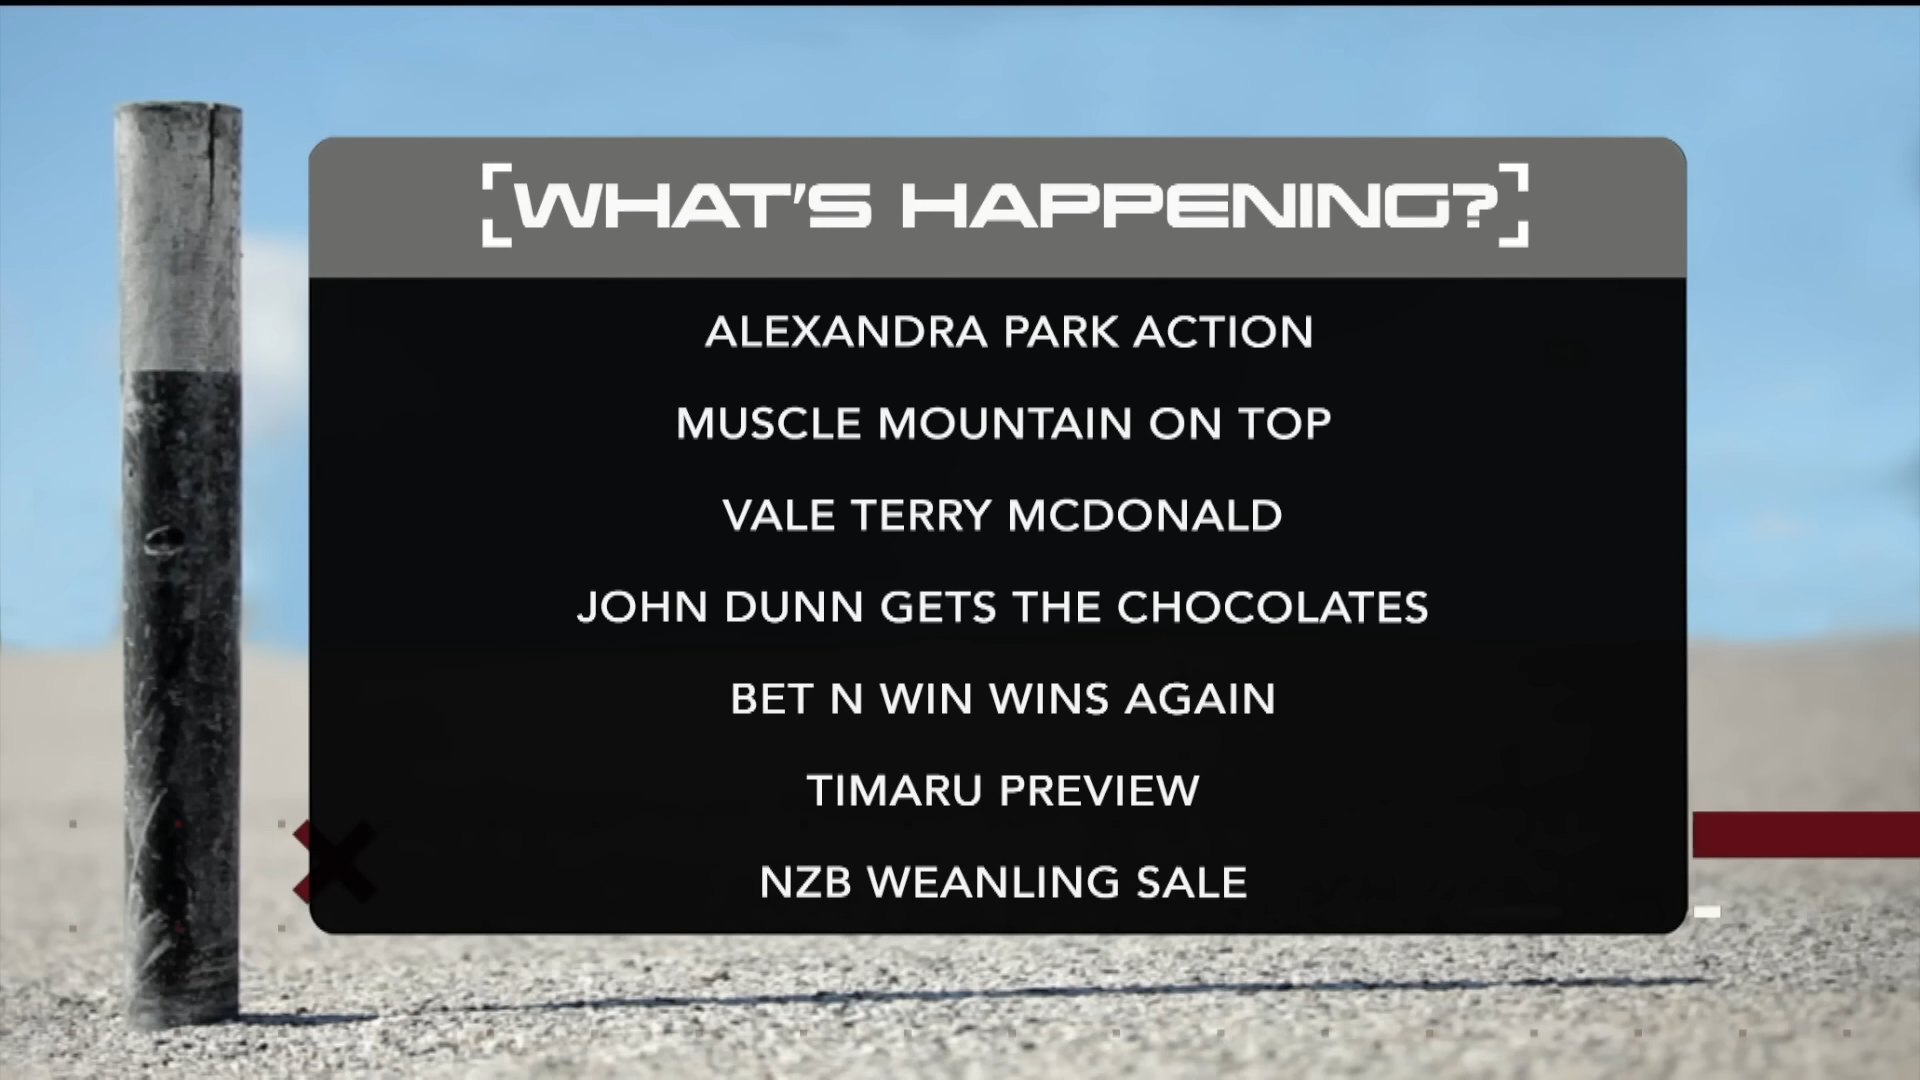 WHAT'S HAPPENING?
ALEXANDRA PARK ACTION
MUSCLE MOUNTAIN ON TOP
VALE TERRY MCDONALD
JOHN DUNN GETS THE CHOCOLATES
BET N WIN WINS AGAIN
TIMARU PREVIEW
NZB WEANLING SALE